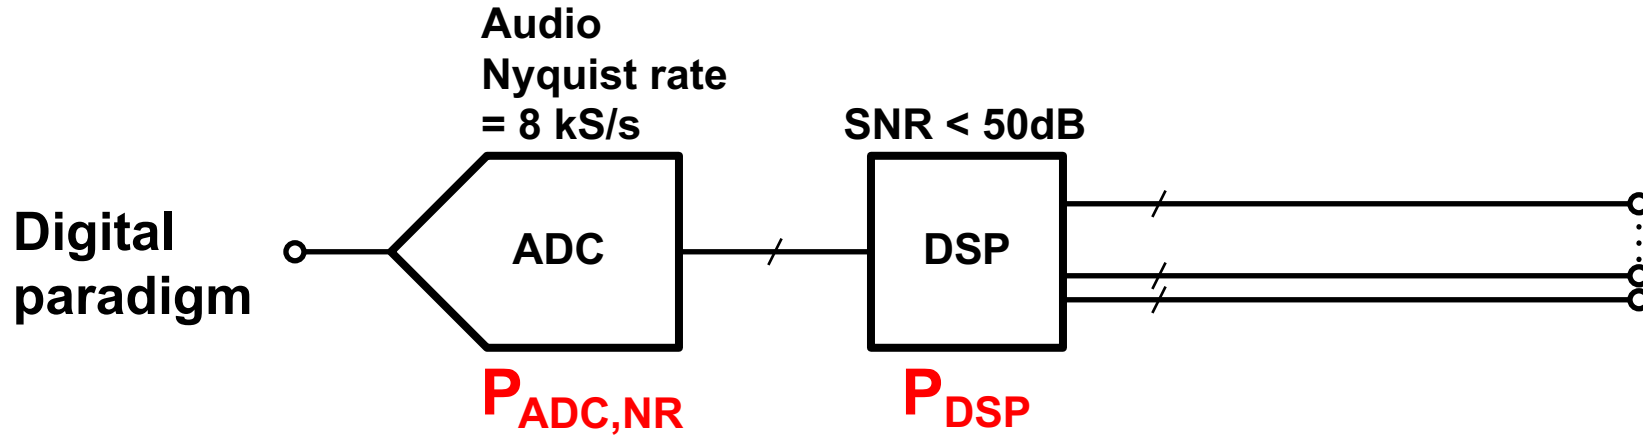 Audio
Nyquist rate
= 8 kS/s
SNR < 50dB
Digital
paradigm
ADC
DSP
P_ADC,NR
P_DSP